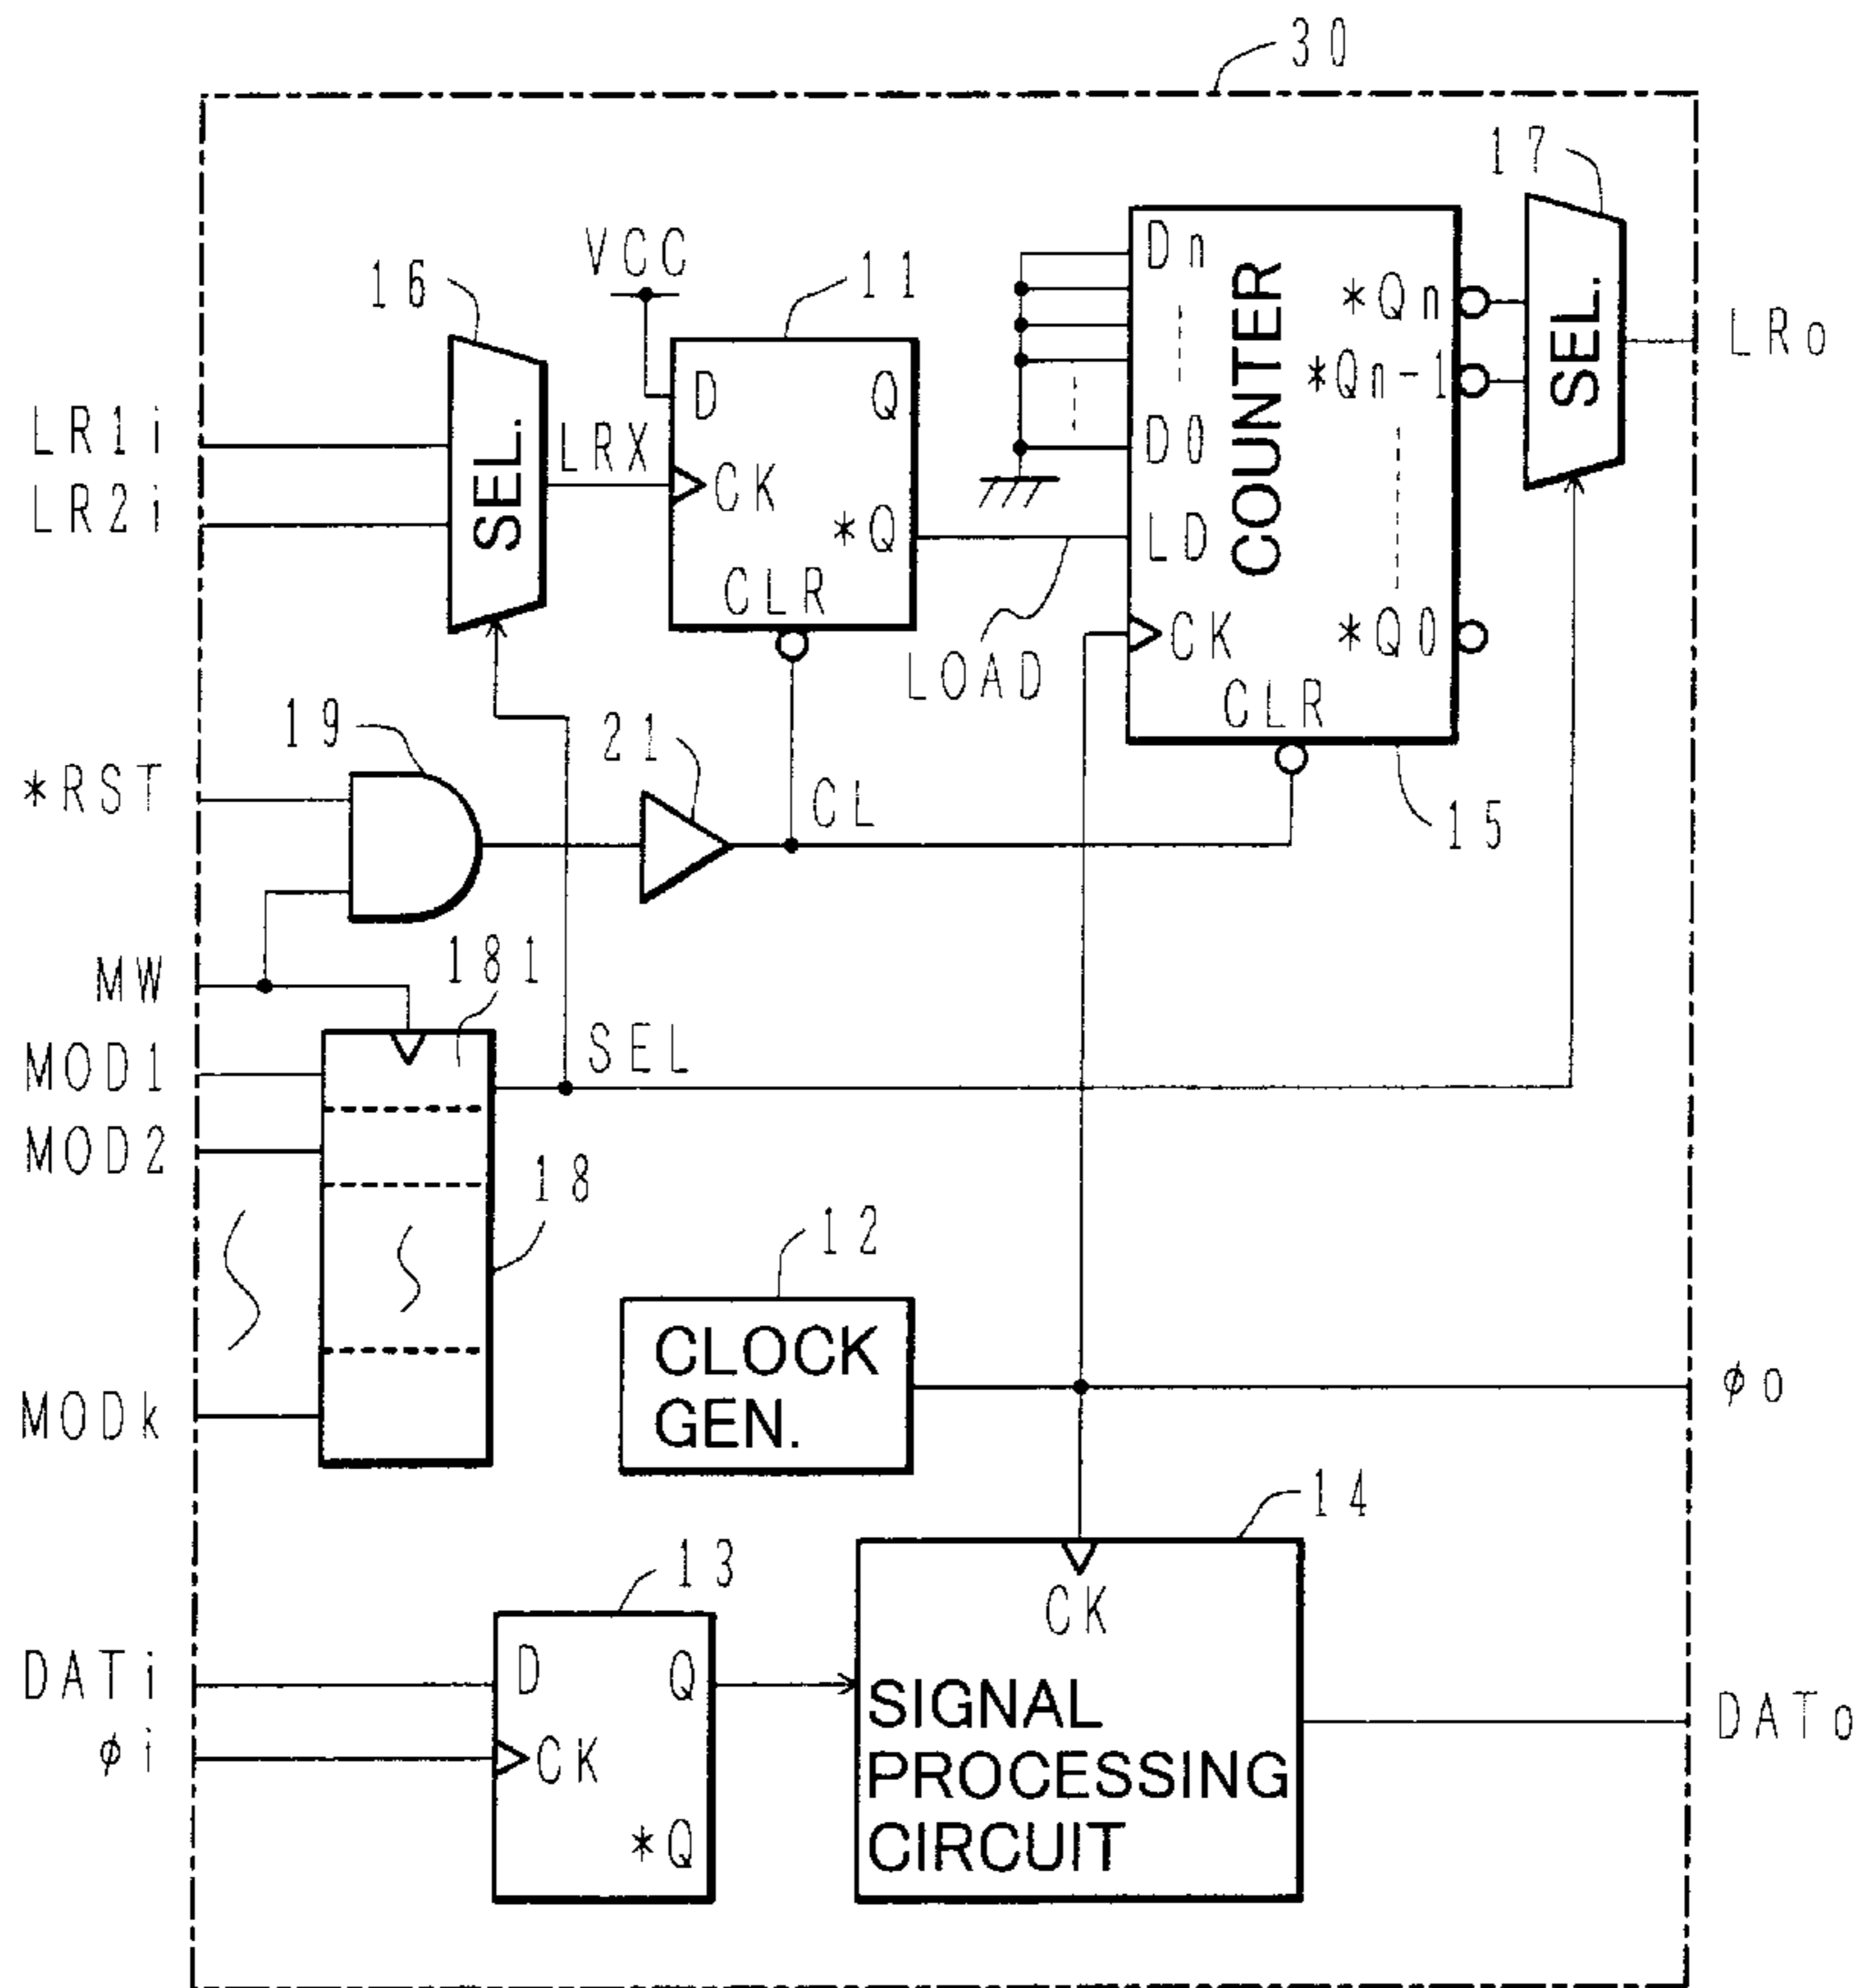 30
17
VCC
11
16
Dn
*Qn
*Qn-1
D0
LD
CK
*Q0
CLR
COUNTER
SEL.
LRo
LR1i
LR2i
SEL.
LRX
D
Q
CK
*Q
CLR
LOAD
19
21
*RST
CL
15
MW
181
MOD1
SEL
MOD2
18
12
CLOCK
GEN.
MODk
φo
14
13
CK
DATi
D
Q
φi
CK
*Q
SIGNAL
PROCESSING
CIRCUIT
DATo